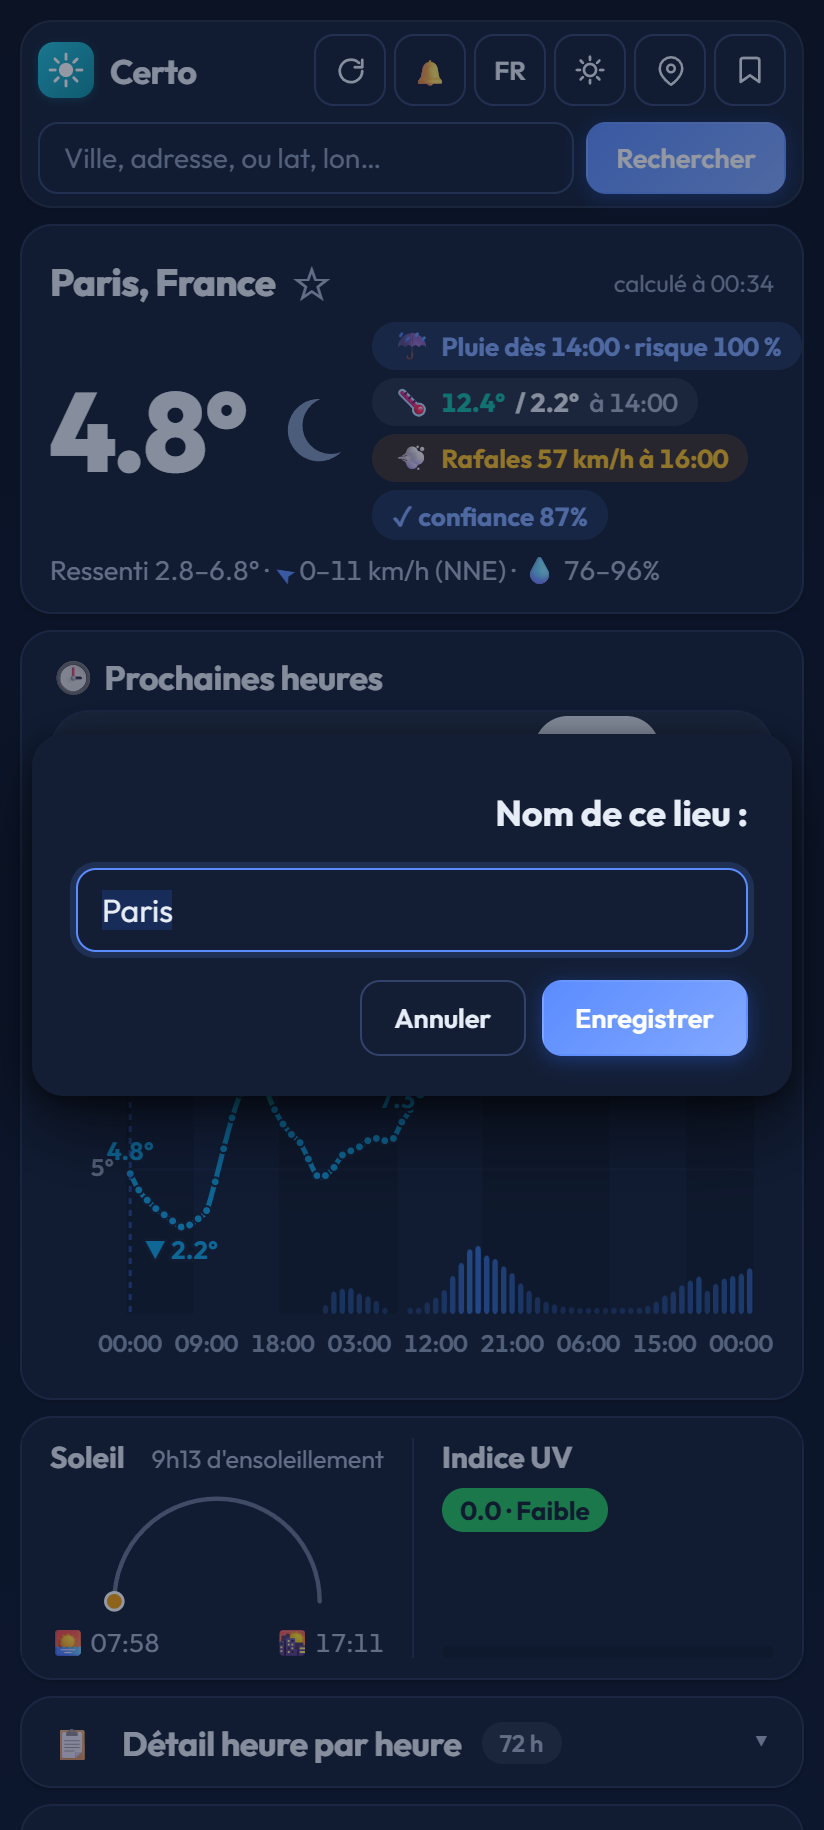 Certo
FR
Ville, adresse, ou lat, lon...
Rechercher
Paris, France
calculé à 00:34
Pluie dès 14:00 · risque 100 %
4.8°
12.4° / 2.2° à 14:00
Rafales 57 km/h à 16:00
✓ confiance 87%
Ressenti 2.8–6.8° · 0–11 km/h (NNE) · 76–96%
Prochaines heures
Nom de ce lieu :
Paris
Annuler
Enregistrer
7.3°
4.8°
5°
▼ 2.2°
00:00 09:00 18:00 03:00 12:00 21:00 06:00 15:00 00:00
Soleil
9h13 d'ensoleillement
07:58
17:11
Indice UV
0.0 · Faible
Détail heure par heure
72 h
▼